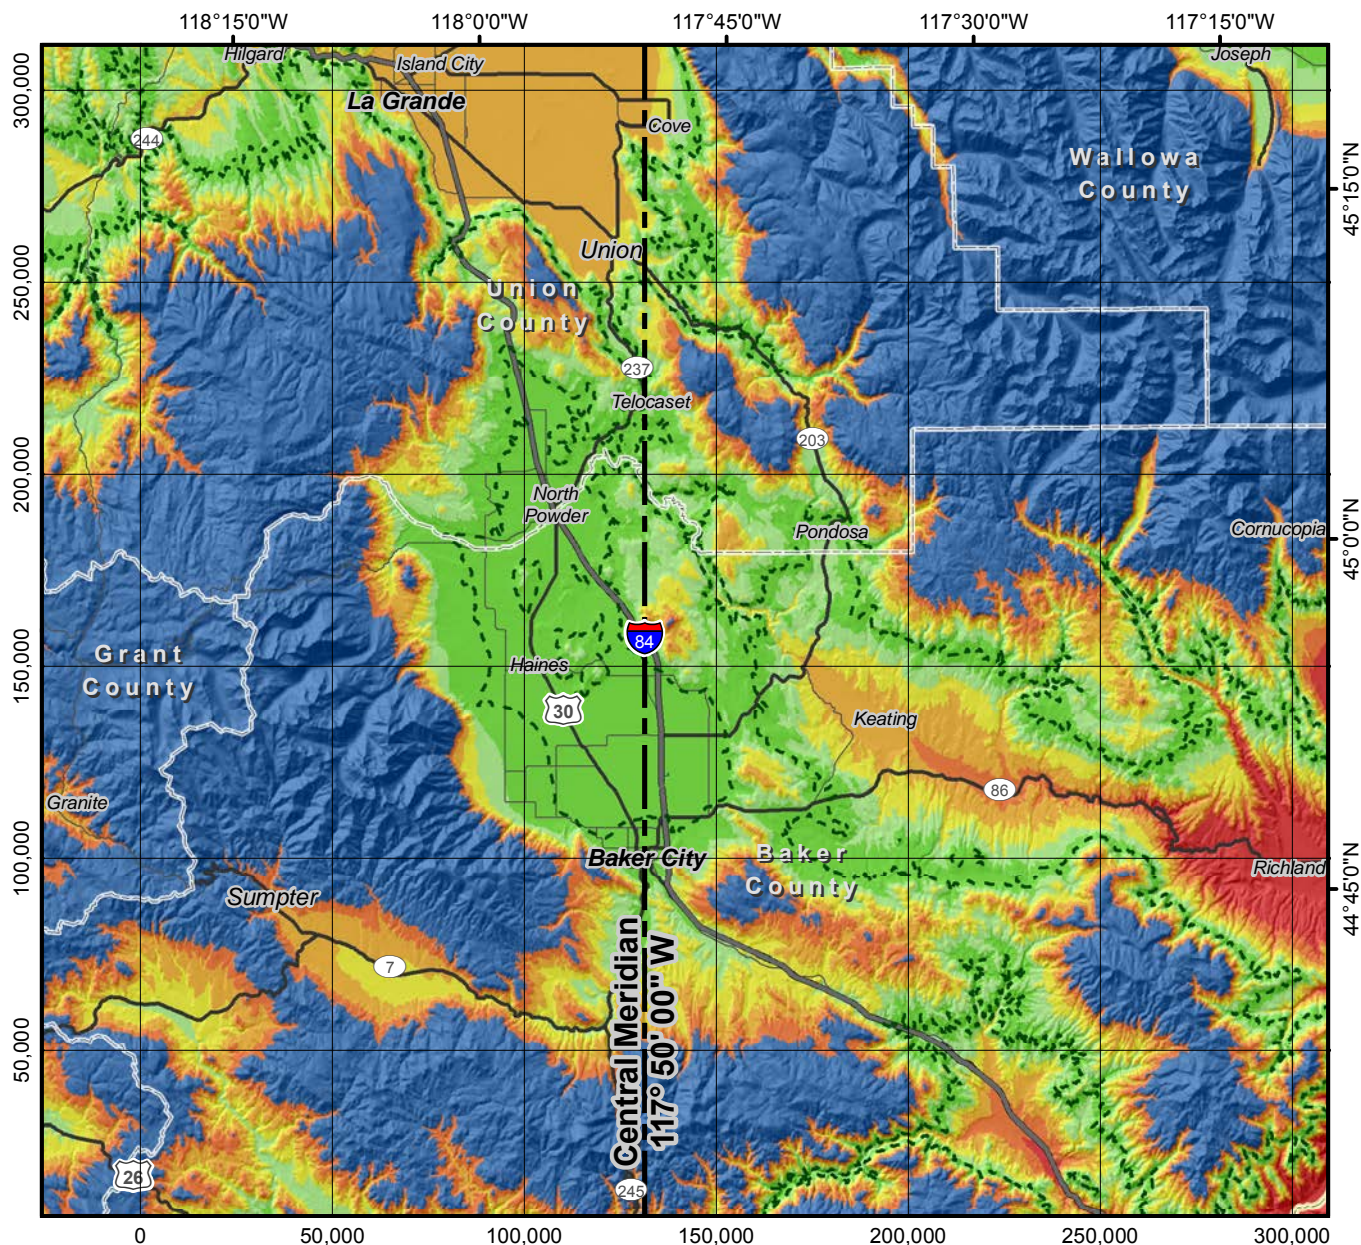 118°15'0"W
118°0'0"W
117°45'0"W
117°30'0"W
117°15'0"W
Hilgard
Island City
Joseph
La Grande
Cove
244
Wallowa
County
300,000
45°15'0"N
Union
250,000
Union
County
237
Telocaset
203
200,000
North
Powder
Pondosa
Cornucopia
45°0'0"N
84
Grant
County
Haines
150,000
30
Keating
86
Granite
Baker City
Baker
County
100,000
Richland
44°45'0"N
Sumpter
7
Central Meridian
117° 50' 00" W
50,000
26
245
0
50,000
100,000
150,000
200,000
250,000
300,000